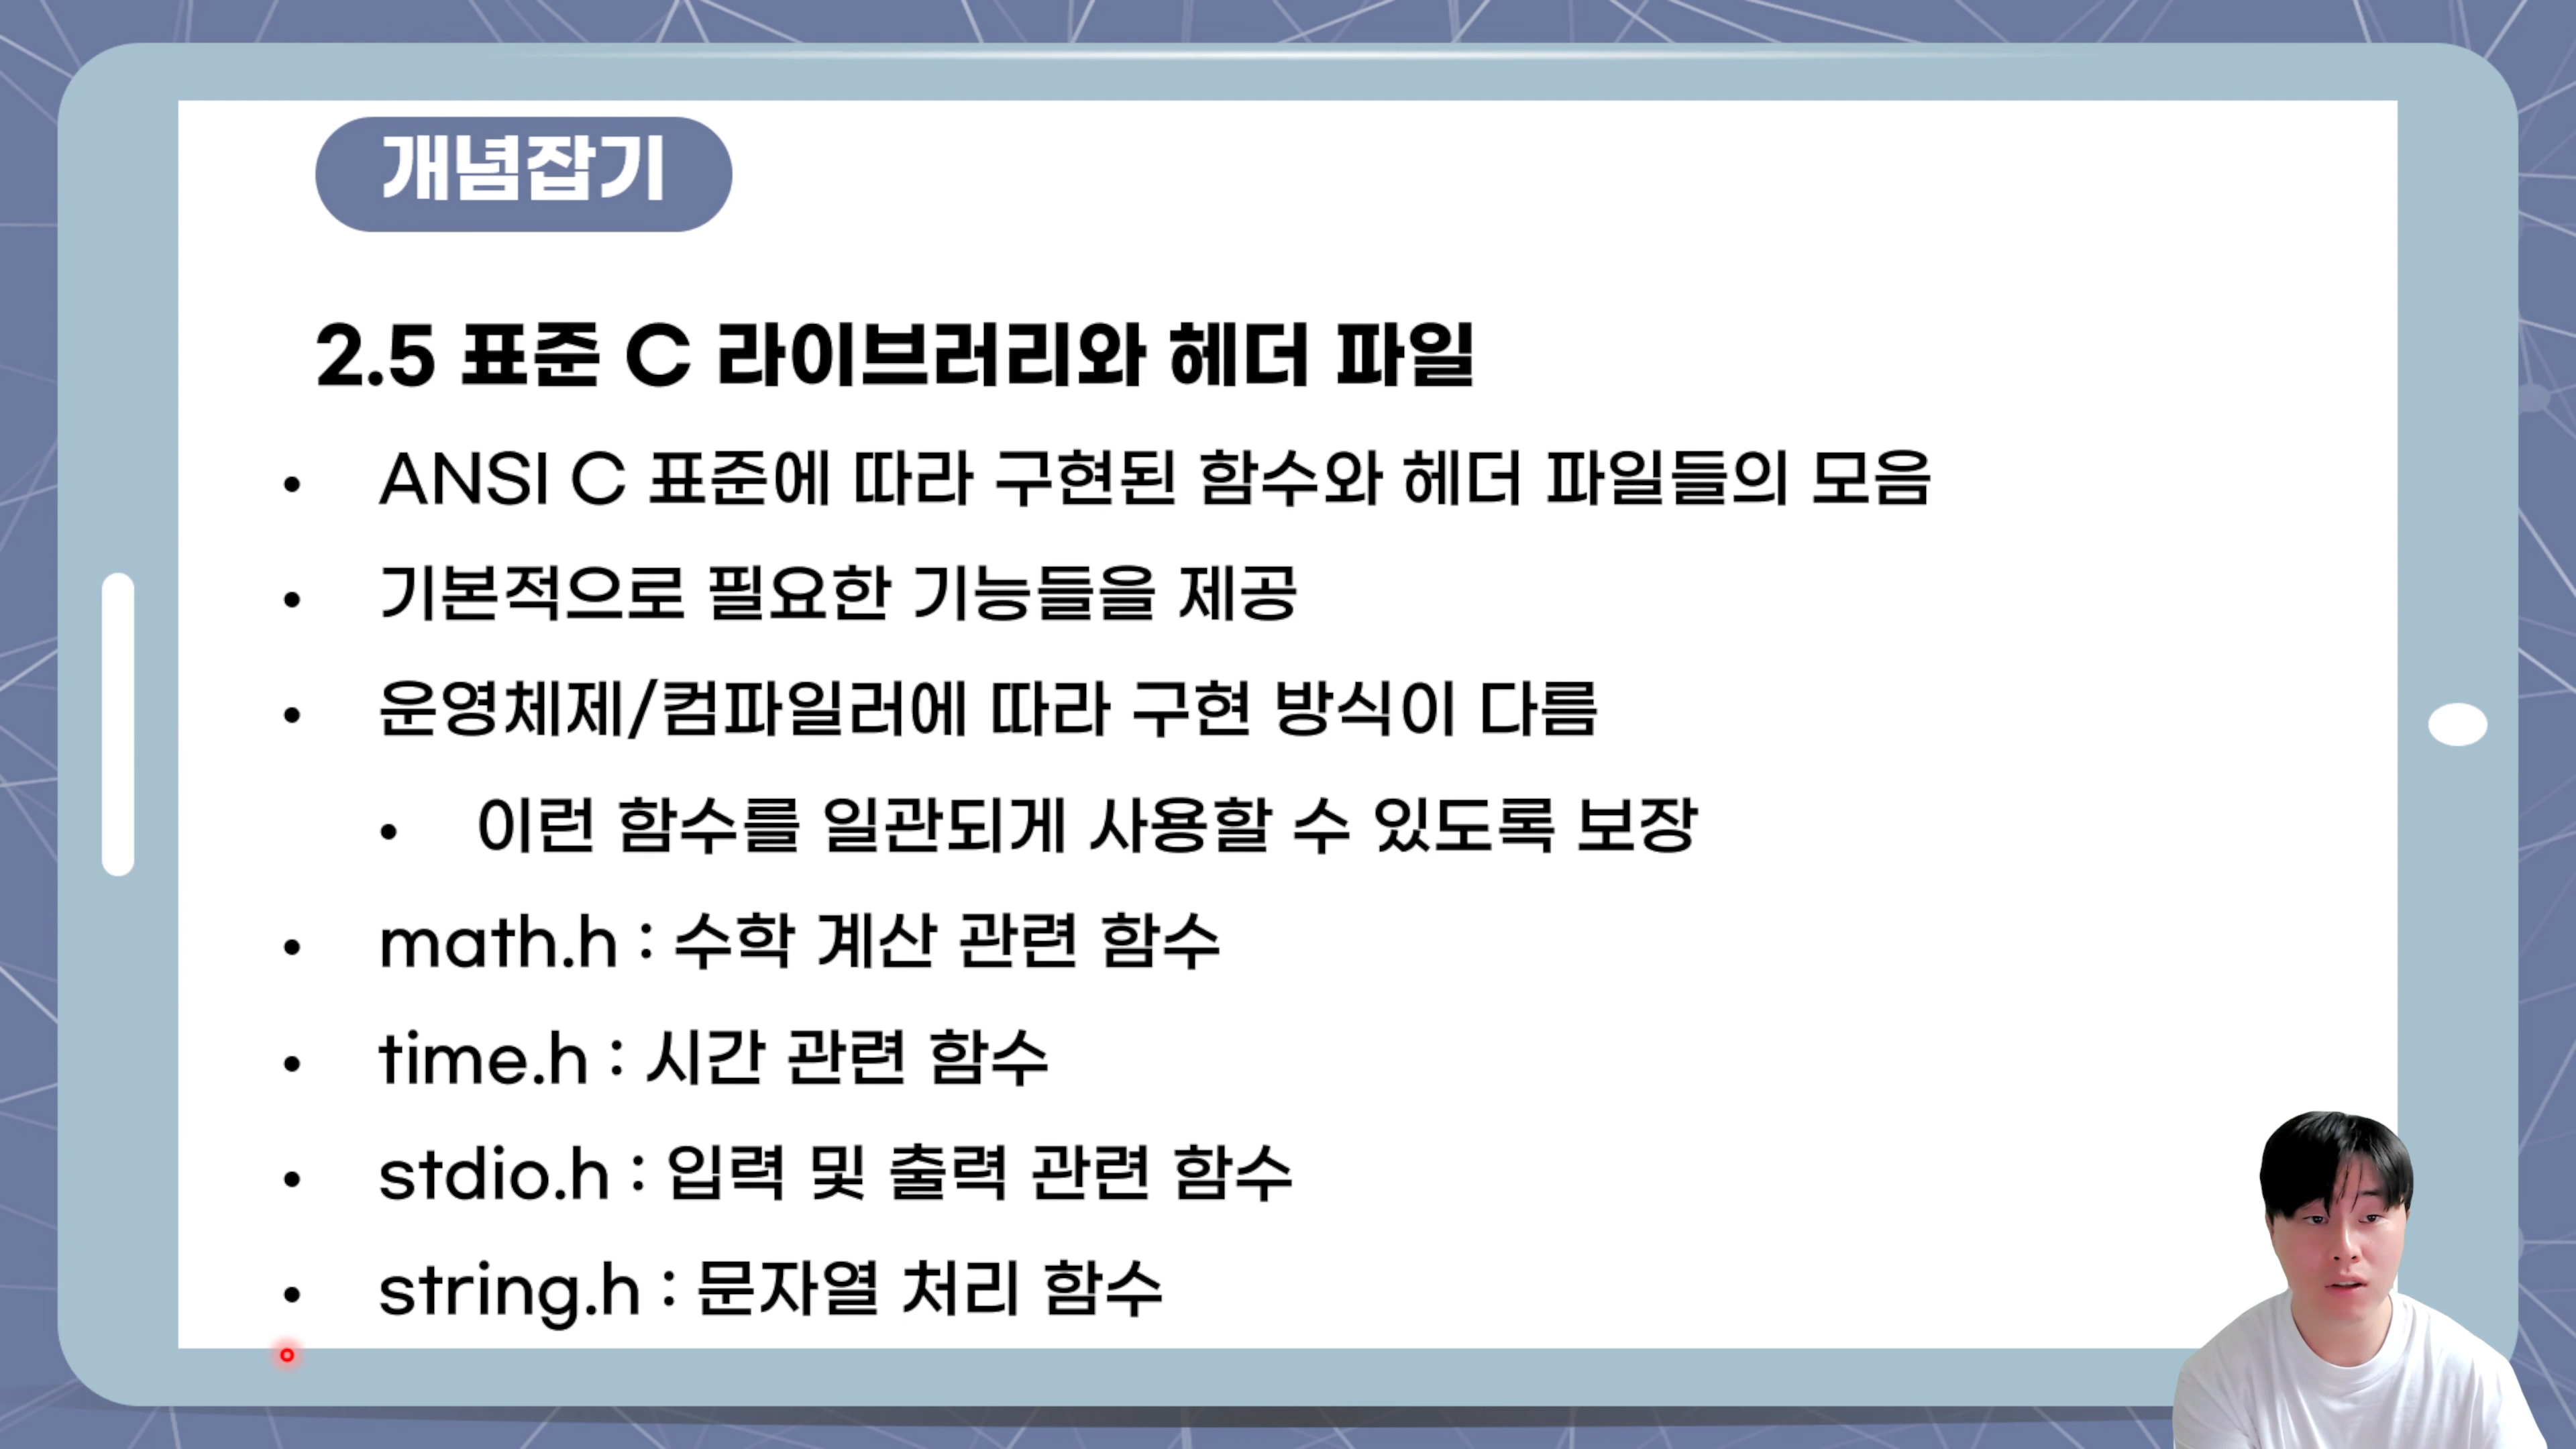 개념잡기
2.5 표준 C 라이브러리와 헤더 파일
• ANSI C 표준에 따라 구현된 함수와 헤더 파일들의 모음
• 기본적으로 필요한 기능들을 제공
• 운영체제/컴파일러에 따라 구현 방식이 다름
• 이런 함수를 일관되게 사용할 수 있도록 보장
• math.h : 수학 계산 관련 함수
• time.h : 시간 관련 함수
• stdio.h : 입력 및 출력 관련 함수
• string.h : 문자열 처리 함수